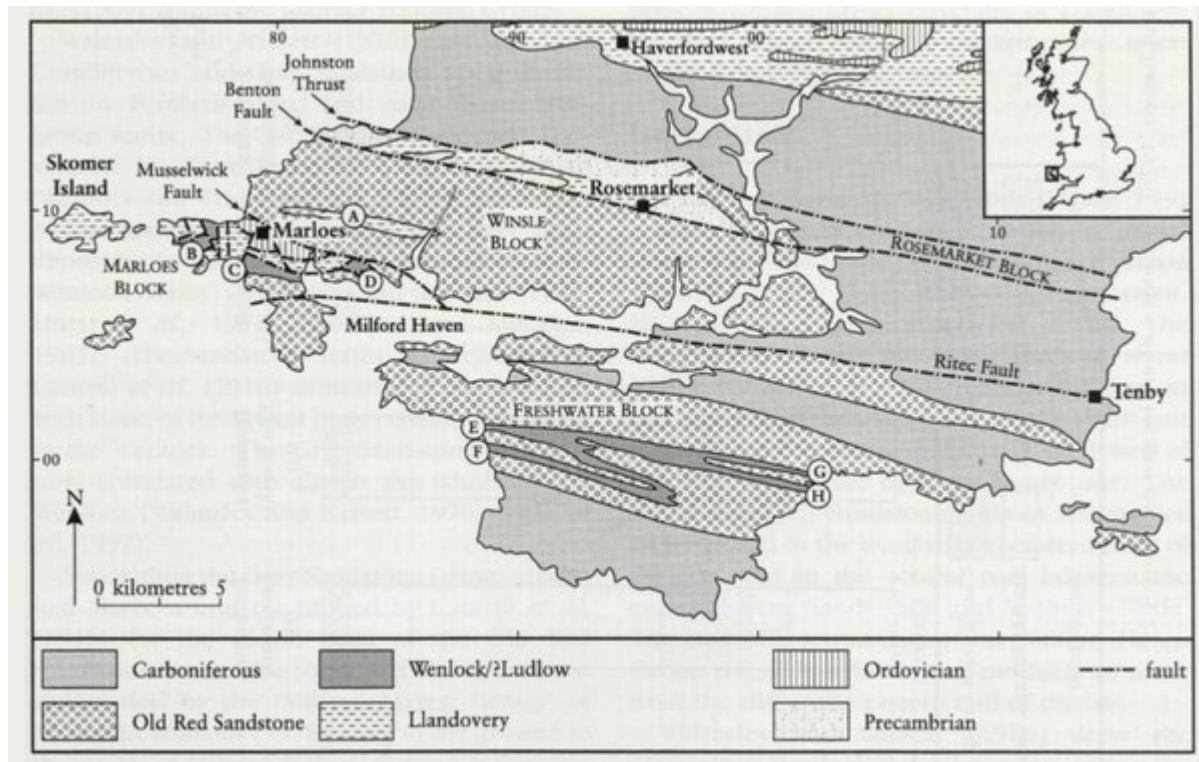 Haverfordwest
Johnston
Thrust
Benton
Fault
Skomer
Island
Musselwick
Fault
Rosemarket
10
A
WINSLE
BLOCK
Marloes
B
C
MARLOES
BLOCK
D
ROSEMARKET BLOCK
Milford Haven
Ritec Fault
Tenby
FRESHWATER BLOCK
E
F
G
H
00
N
0 kilometres 5
80
90
00
10
Carboniferous
Wenlock/?Ludlow
Ordovician
fault
Old Red Sandstone
Llandovery
Precambrian